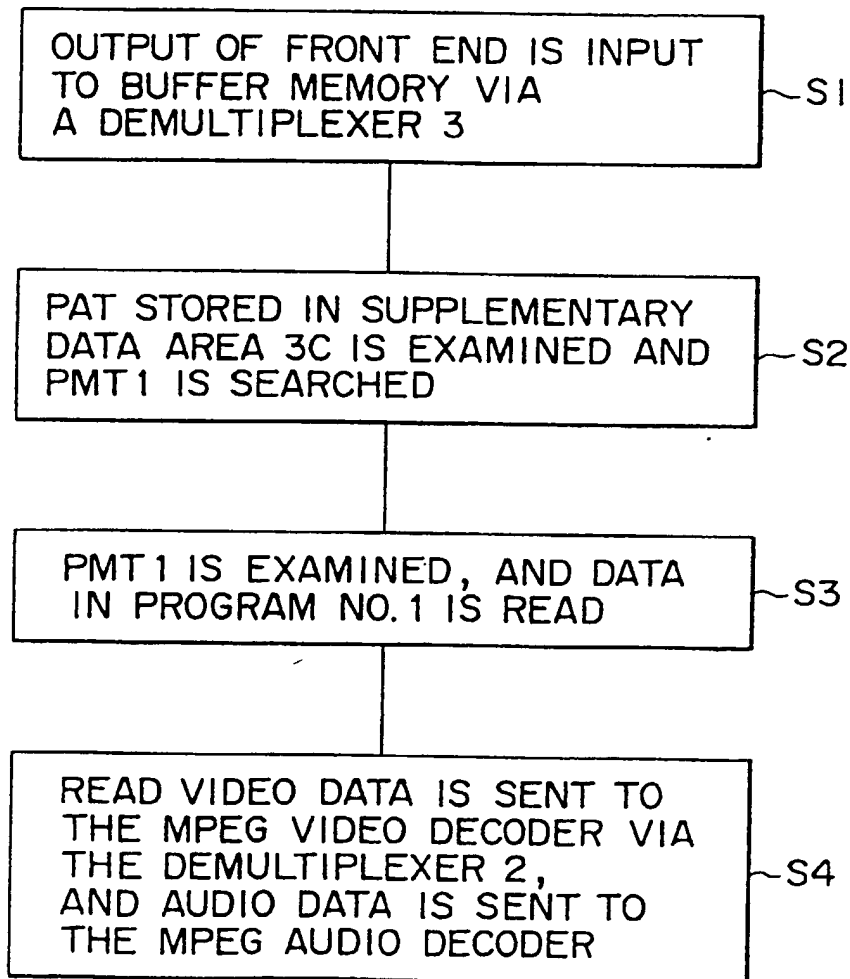 OUTPUT OF FRONT END IS INPUT
TO BUFFER MEMORY VIA
A DEMULTIPLEXER 3
S1
PAT STORED IN SUPPLEMENTARY
DATA AREA 3C IS EXAMINED AND
PMT1 IS SEARCHED
S2
PMT1 IS EXAMINED, AND DATA
IN PROGRAM NO.1 IS READ
S3
READ VIDEO DATA IS SENT TO
THE MPEG VIDEO DECODER VIA
THE DEMULTIPLEXER 2,
AND AUDIO DATA IS SENT TO
THE MPEG AUDIO DECODER
S4